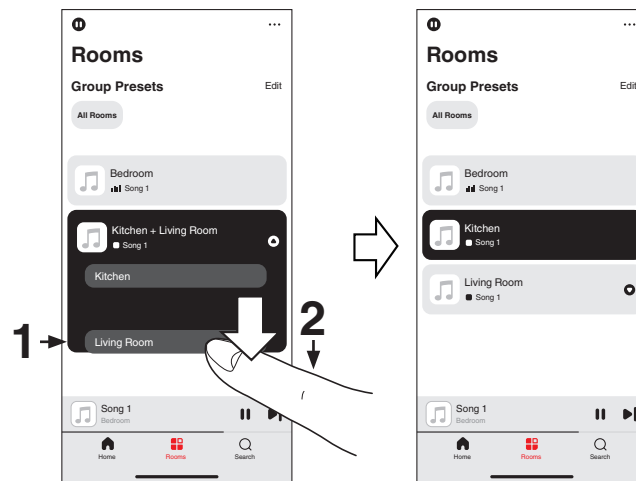 Rooms
Group Presets Edit
All Rooms
Bedroom
Song 1
Kitchen + Living Room
Song 1
Kitchen
Living Room
1
2
Song 1
Bedroom
Home Rooms Search
Rooms
Group Presets Edit
All Rooms
Bedroom
Song 1
Kitchen
Song 1
Living Room
Song 1
Song 1
Bedroom
Home Rooms Search